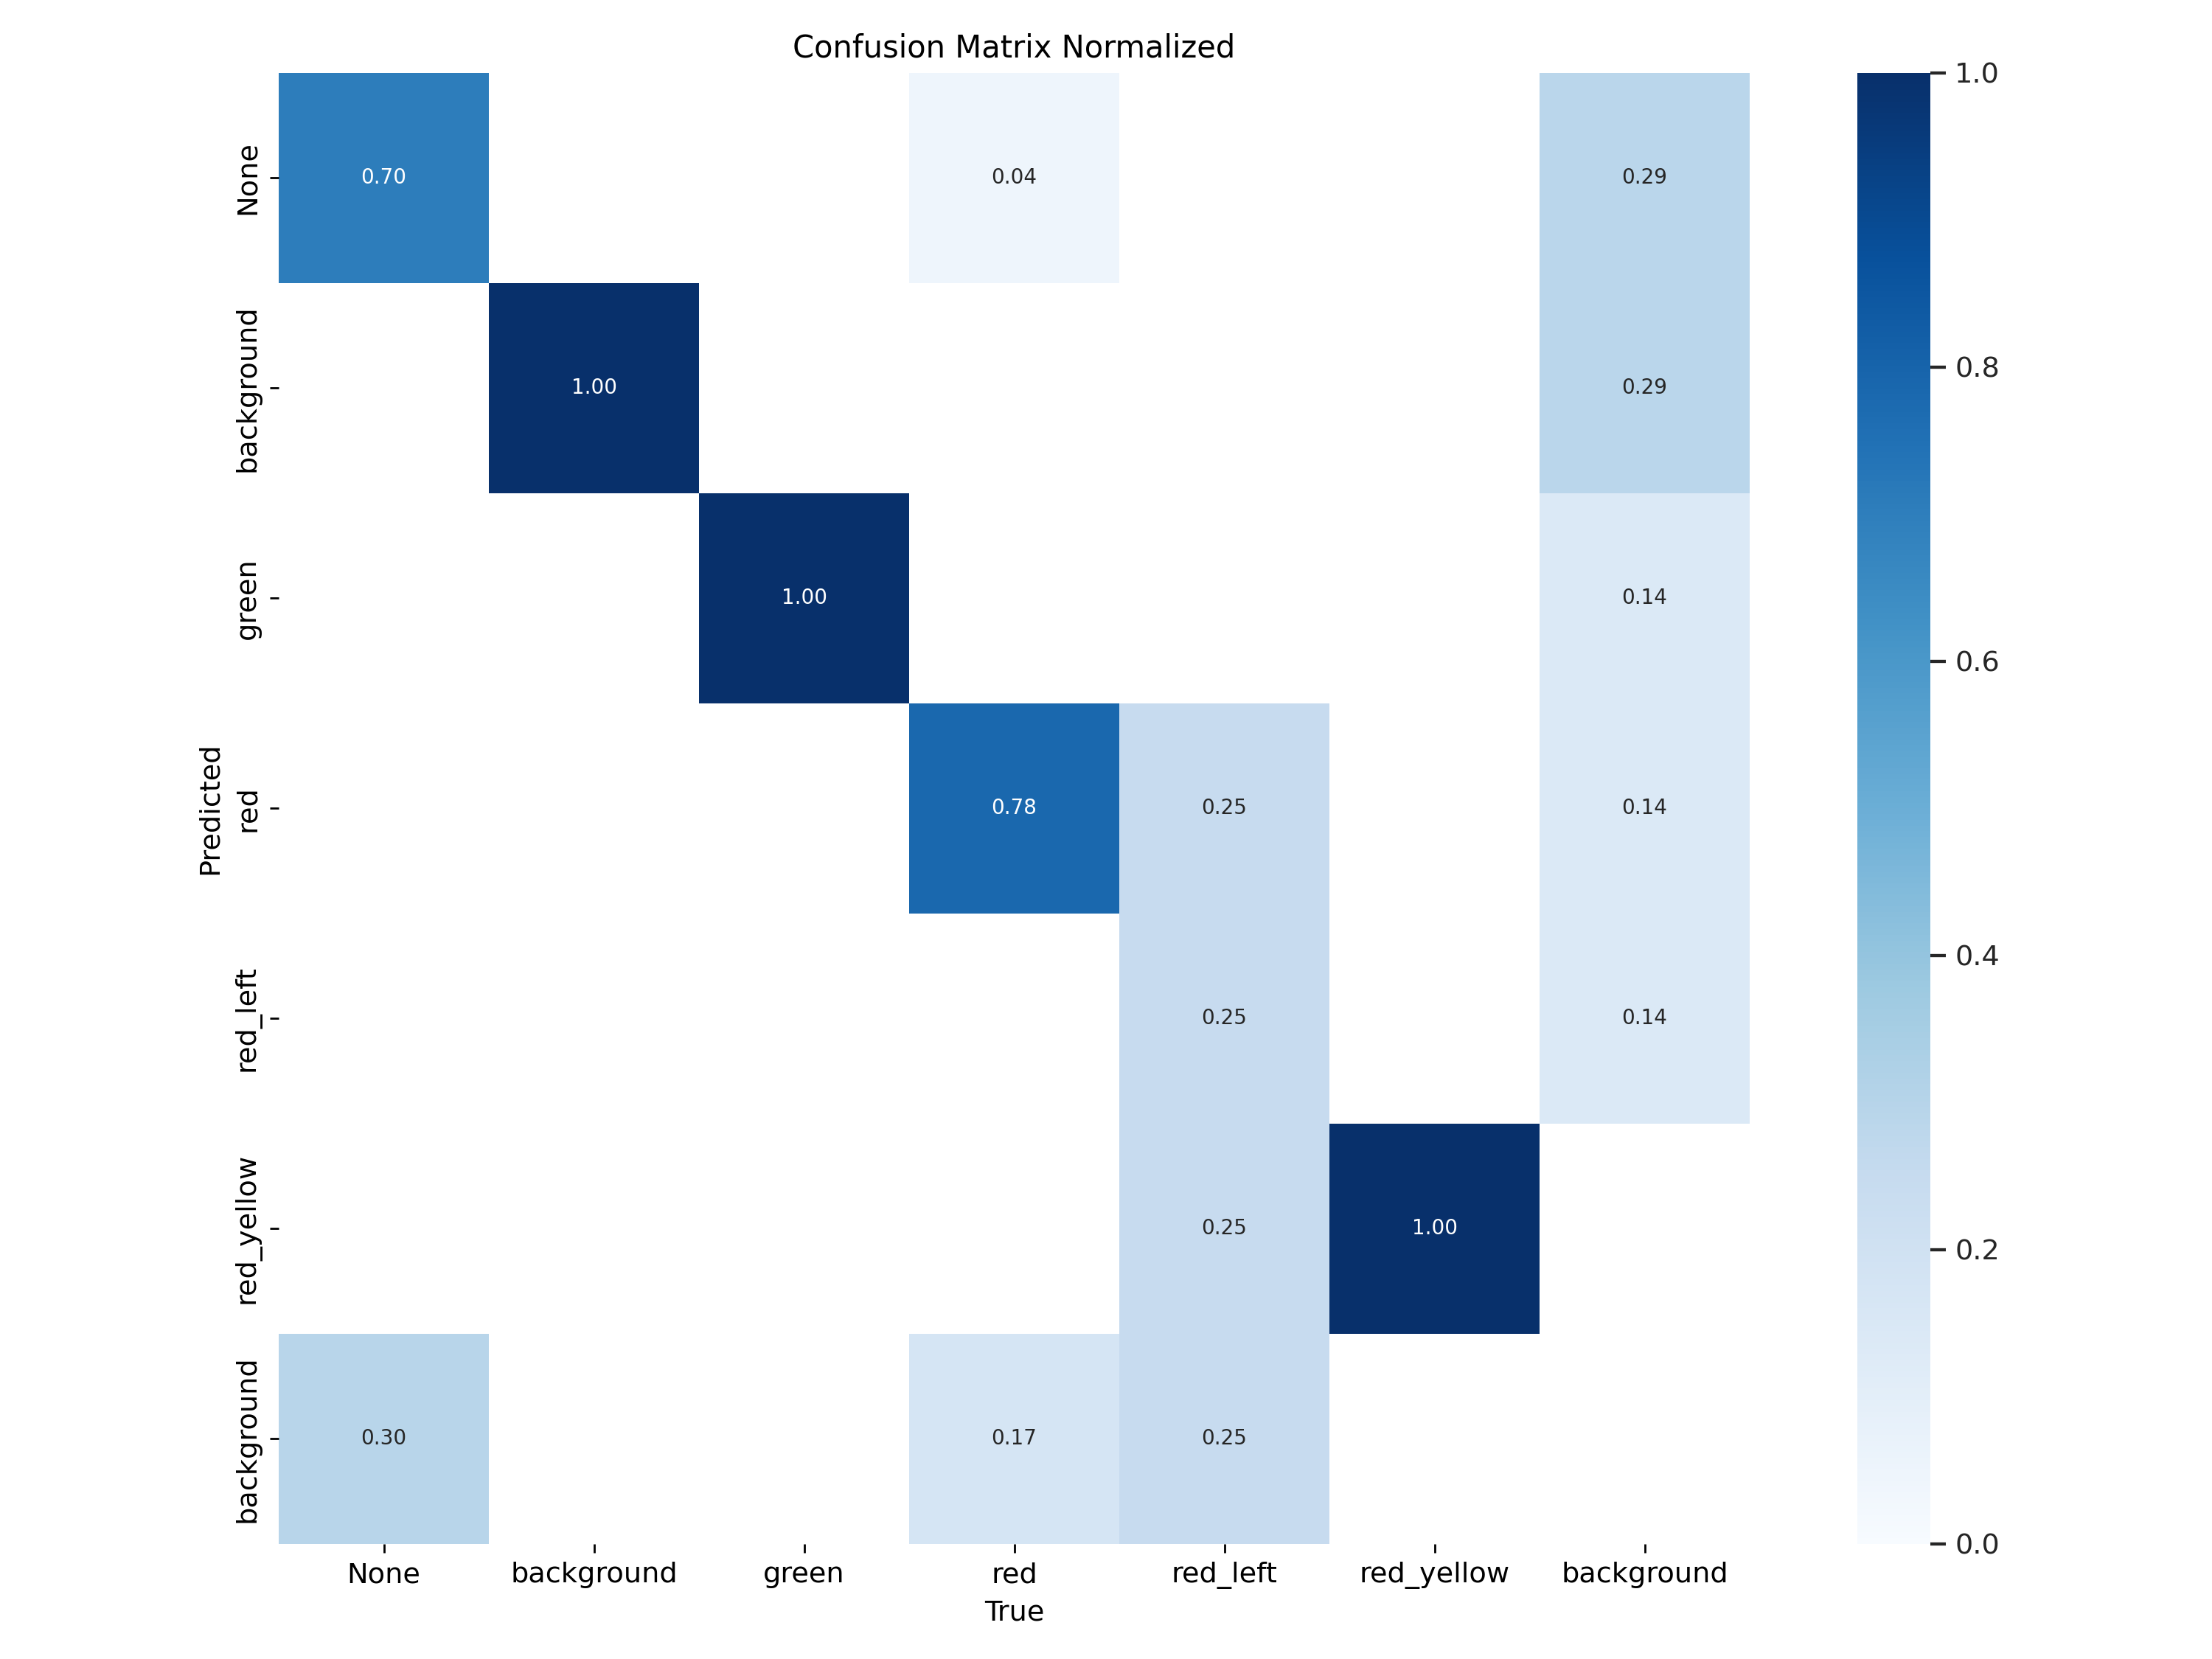 Confusion Matrix Normalized
None
0.70
0.04
0.29
1.0
background
1.00
0.29
0.8
green
1.00
0.14
0.6
Predicted
red
0.78
0.25
0.14
0.4
red_left
0.25
0.14
red_yellow
0.25
1.00
0.2
background
0.30
0.17
0.25
0.0
None
background
green
red
red_left
red_yellow
background
True